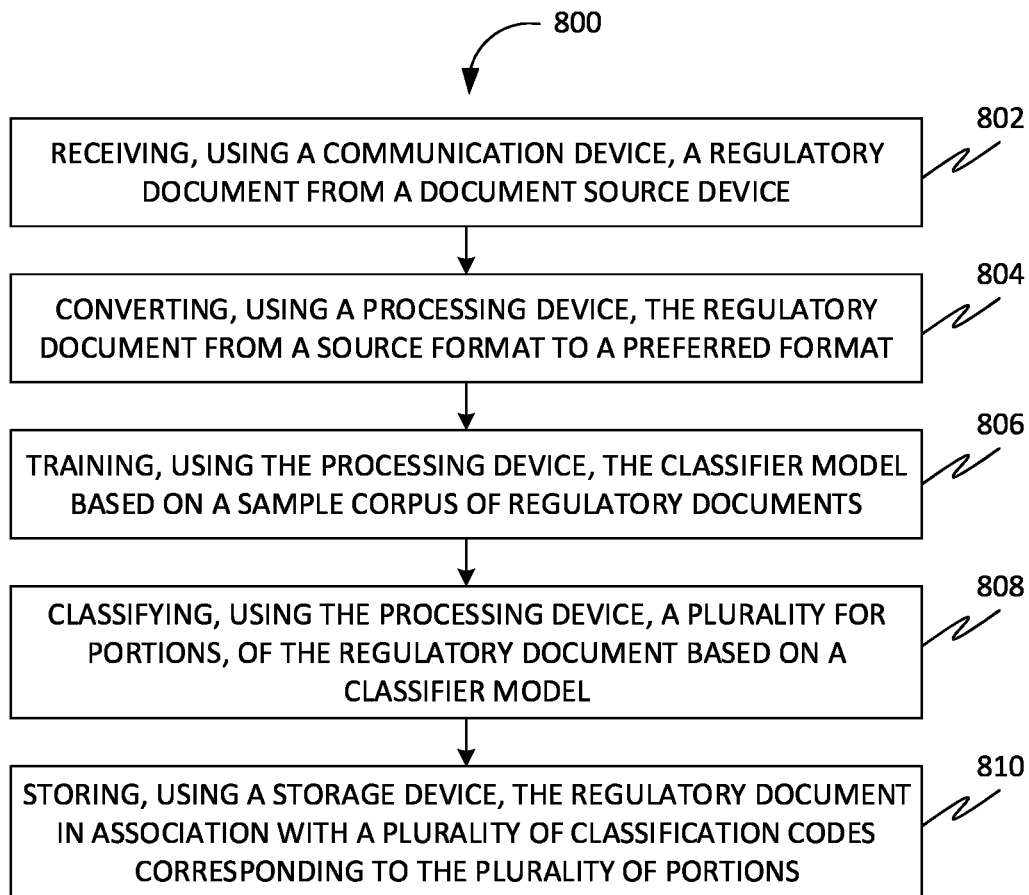 800
802
RECEIVING, USING A COMMUNICATION DEVICE, A REGULATORY
DOCUMENT FROM A DOCUMENT SOURCE DEVICE
804
CONVERTING, USING A PROCESSING DEVICE, THE REGULATORY
DOCUMENT FROM A SOURCE FORMAT TO A PREFERRED FORMAT
806
TRAINING, USING THE PROCESSING DEVICE, THE CLASSIFIER MODEL
BASED ON A SAMPLE CORPUS OF REGULATORY DOCUMENTS
808
CLASSIFYING, USING THE PROCESSING DEVICE, A PLURALITY FOR
PORTIONS, OF THE REGULATORY DOCUMENT BASED ON A
CLASSIFIER MODEL
810
STORING, USING A STORAGE DEVICE, THE REGULATORY DOCUMENT
IN ASSOCIATION WITH A PLURALITY OF CLASSIFICATION CODES
CORRESPONDING TO THE PLURALITY OF PORTIONS